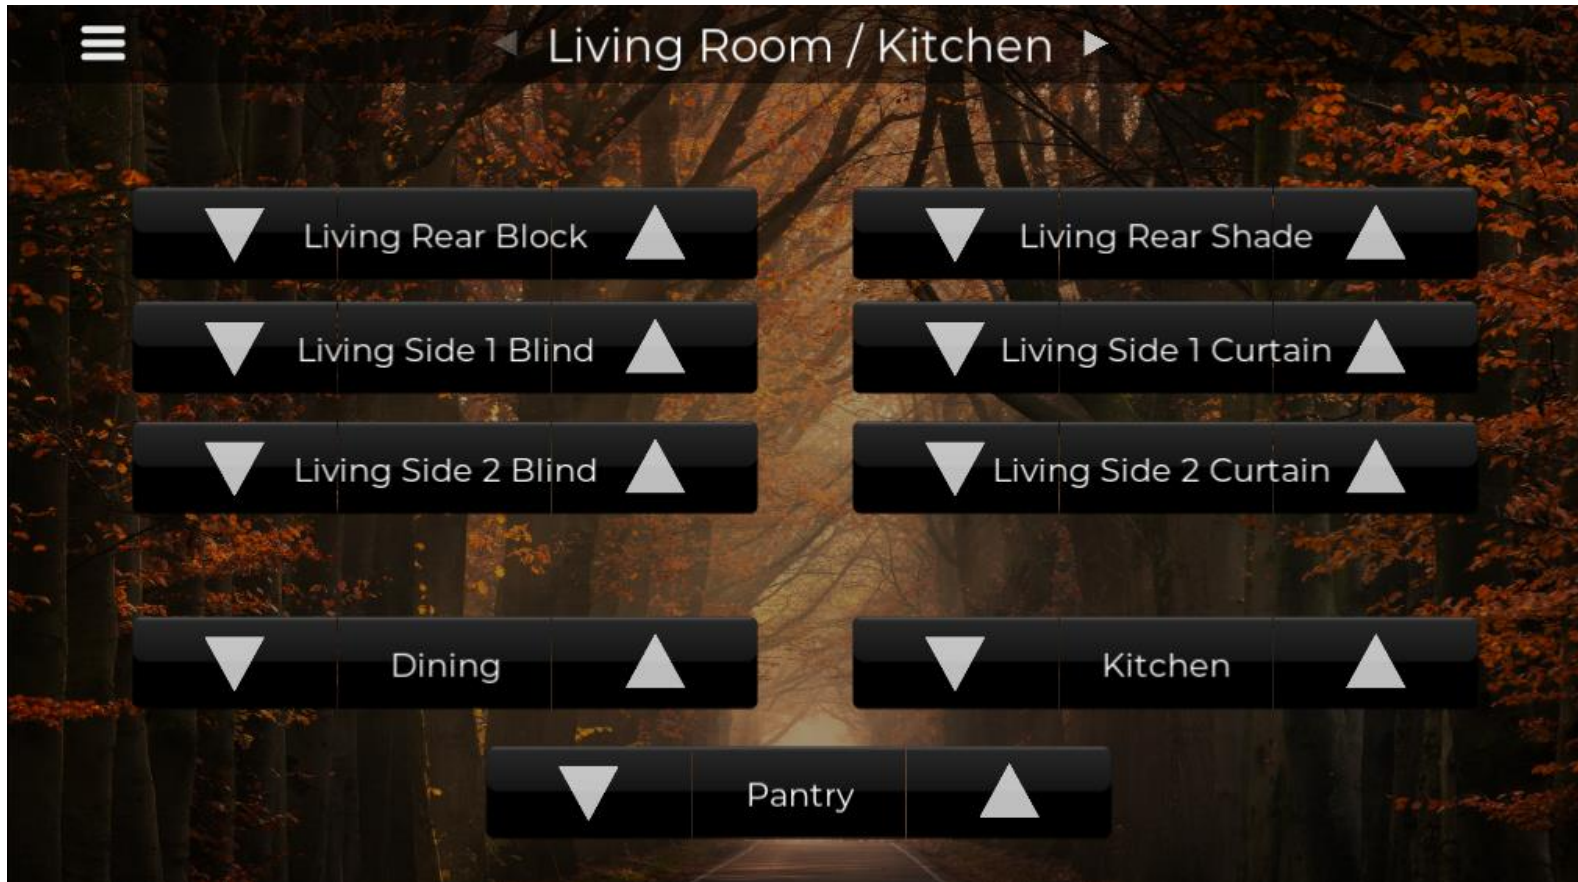 Living Room / Kitchen
Living Rear Block
Living Rear Shade
Living Side 1 Blind
Living Side 1 Curtain
Living Side 2 Blind
Living Side 2 Curtain
Dining
Kitchen
Pantry